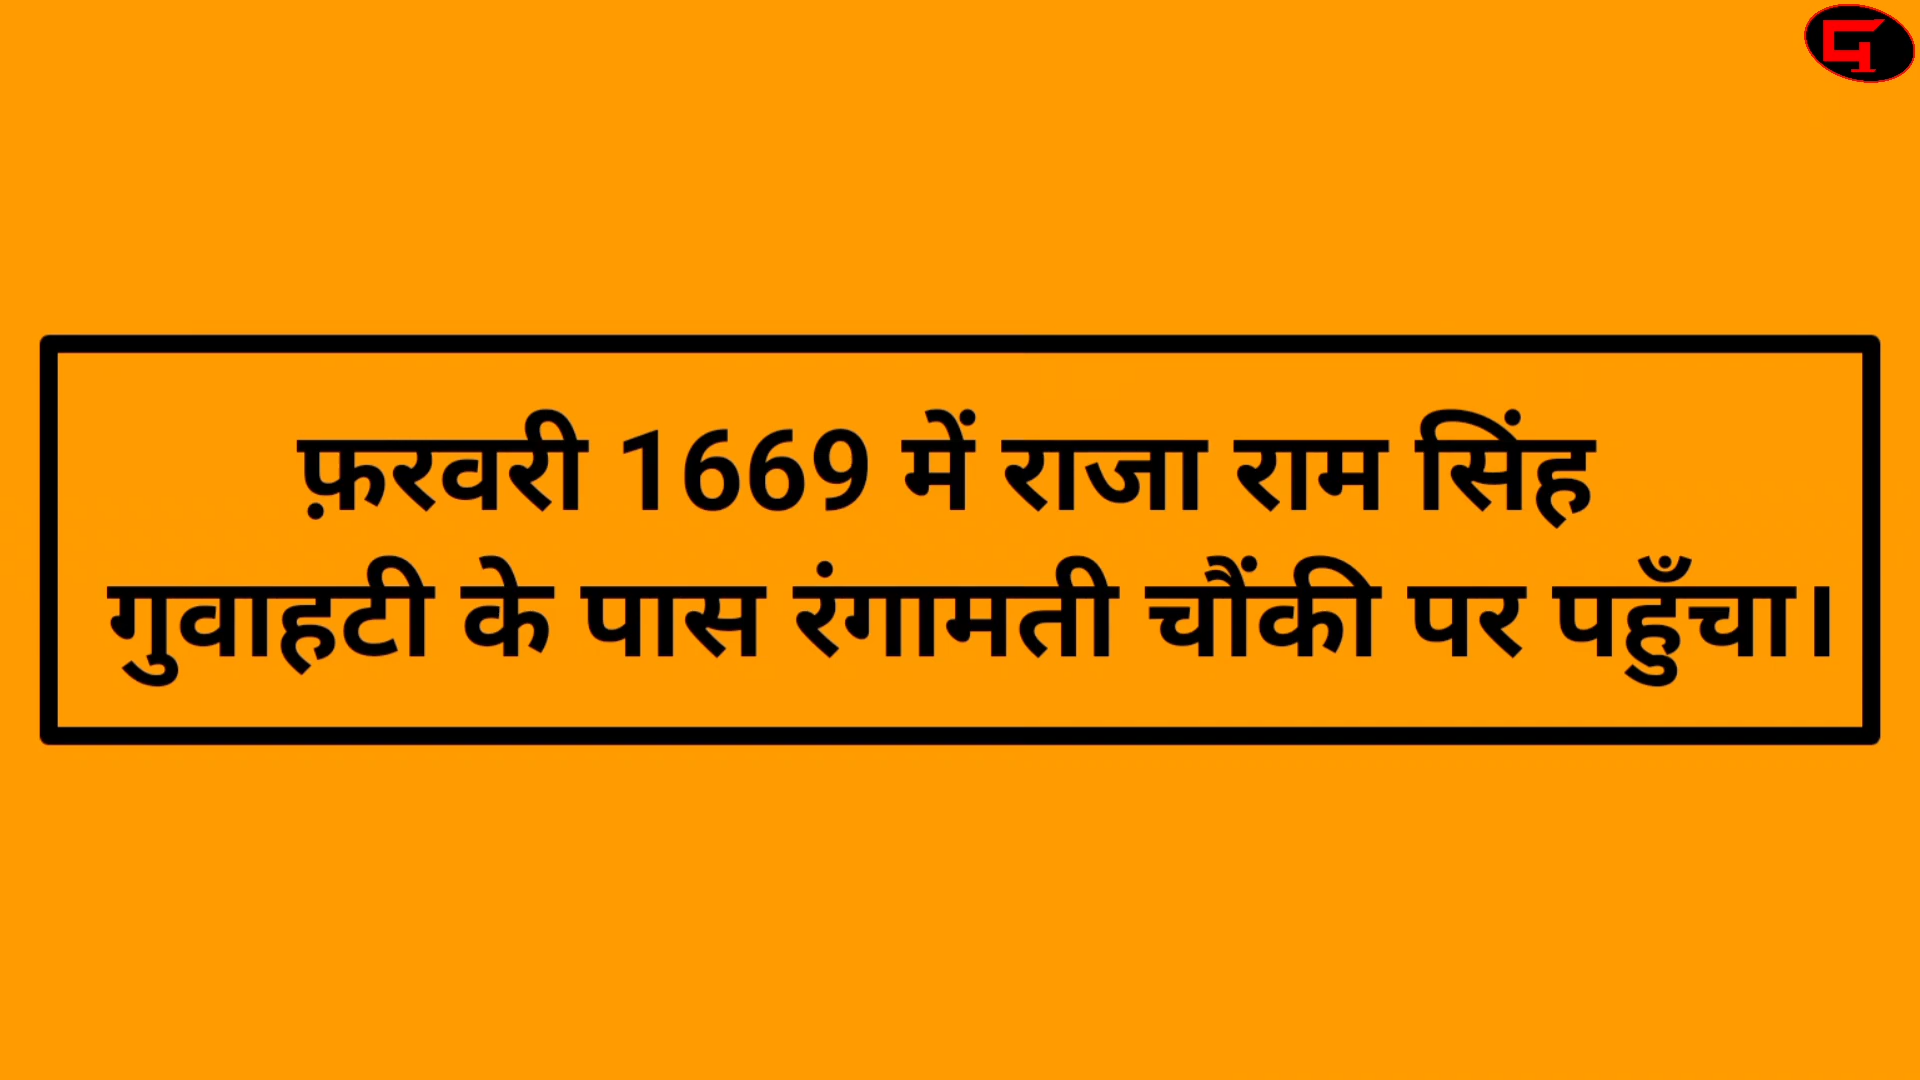 फ़रवरी 1669 में राजा राम सिंह
गुवाहटी के पास रंगामती चौंकी पर पहुँचा।